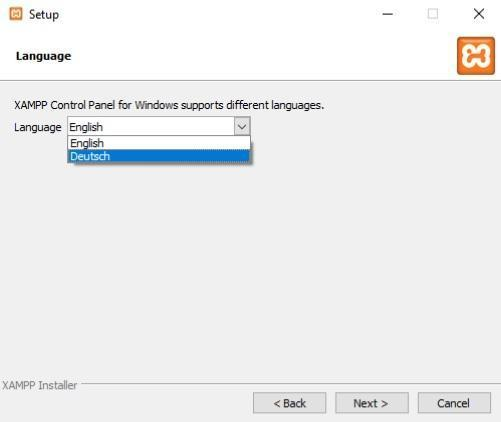 Setup
Language
XAMPP Control Panel for Windows supports different languages.
Language English
English
Deutsch
XAMPP Installer
< Back Next > Cancel